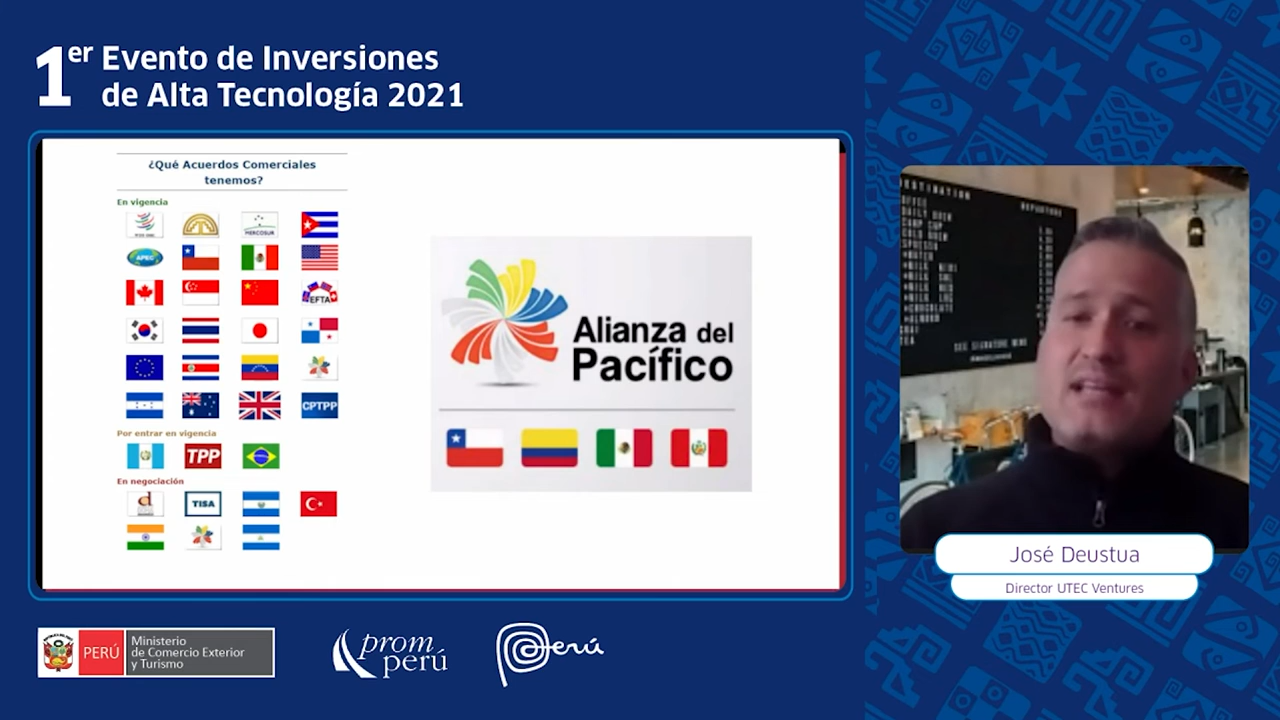 1er Evento de Inversiones
de Alta Tecnología 2021
¿Qué Acuerdos Comerciales
tenemos?
En vigencia
MERCOSUR
APEC
EFTA
CPTPP
Por entrar en vigencia
TPP
En negociación
TISA
Alianza del
Pacífico
José Deustua
Director UTEC Ventures
PERÚ
Ministerio
de Comercio Exterior
y Turismo
prom
perú
Perú